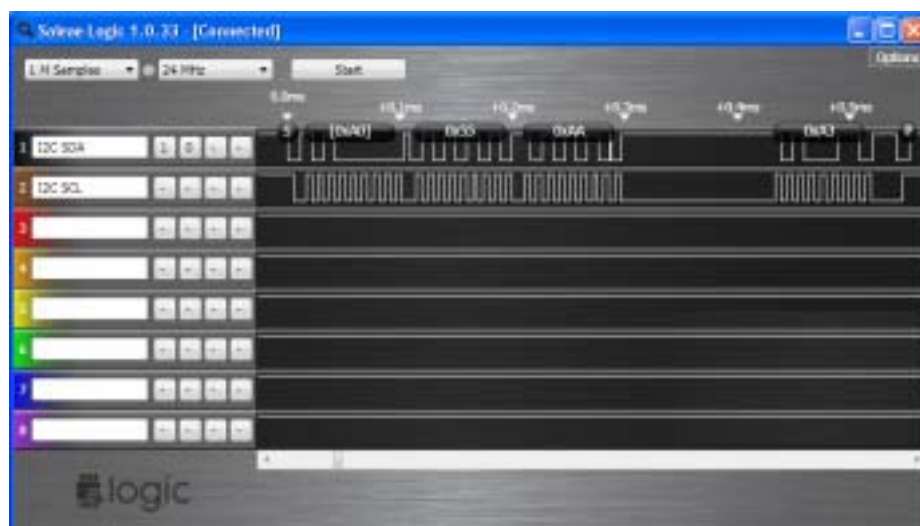 Saleae Logic 1.0.33 - [Connected]
Options
1 M Samples @ 24 MHz Start
0.0ms +0.1ms +0.2ms +0.3ms +0.4ms +0.5ms
S [0xA0] 0x55 0xAA 0xA3 P
1 I2C SDA 1 0 - -
2 I2C SCL - - - -
3 - - - -
4 - - - -
5 - - - -
6 - - - -
7 - - - -
8 - - - -
logic